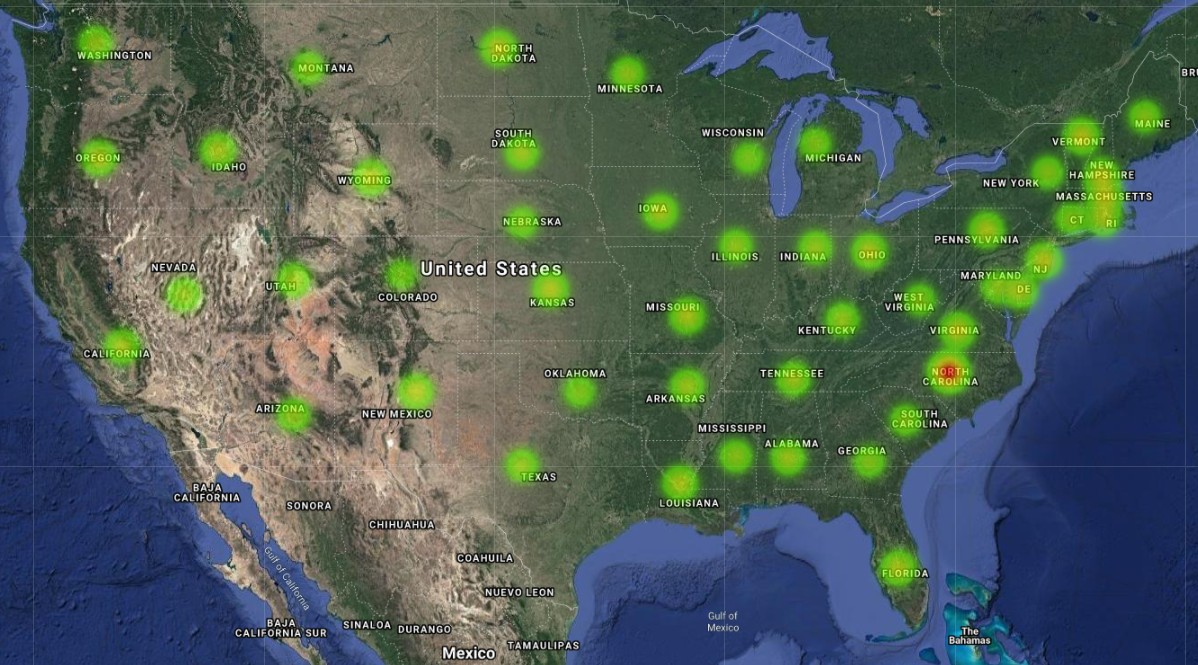 WASHINGTON
MONTANA
NORTH
DAKOTA
MINNESOTA
BRU
MAINE
VERMONT
OREGON
IDAHO
WYOMING
SOUTH
DAKOTA
WISCONSIN
MICHIGAN
NEW YORK
NEW
HAMPSHIRE
MASSACHUSETTS
CT
RI
IOWA
NEBRASKA
PENNSYLVANIA
ILLINOIS
INDIANA
OHIO
NJ
MARYLAND
DE
NEVADA
UTAH
COLORADO
United States
KANSAS
MISSOURI
KENTUCKY
WEST
VIRGINIA
VIRGINIA
CALIFORNIA
OKLAHOMA
ARKANSAS
TENNESSEE
NORTH
CAROLINA
ARIZONA
NEW MEXICO
MISSISSIPPI
ALABAMA
GEORGIA
SOUTH
CAROLINA
TEXAS
LOUISIANA
BAJA
CALIFORNIA
SONORA
CHIHUAHUA
COAHUILA
Gulf of California
NUEVO LEON
FLORIDA
BAJA
CALIFORNIA SUR
SINALOA
DURANGO
Mexico
TAMAULIPAS
Gulf of
Mexico
The
Bahamas